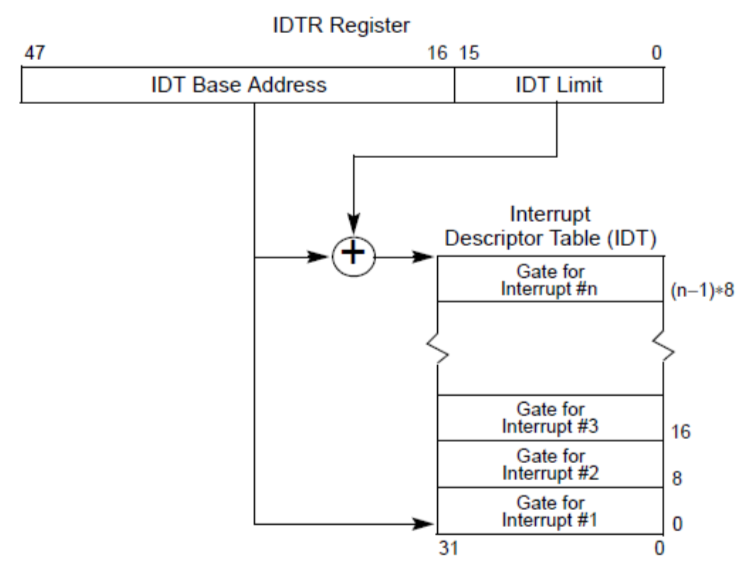 IDTR Register
47 16 15 0
IDT Base Address IDT Limit
Interrupt
Descriptor Table (IDT)
+
Gate for
Interrupt #n
(n−1)∗8
Gate for
Interrupt #3
16
Gate for
Interrupt #2
8
Gate for
Interrupt #1
0
31 0